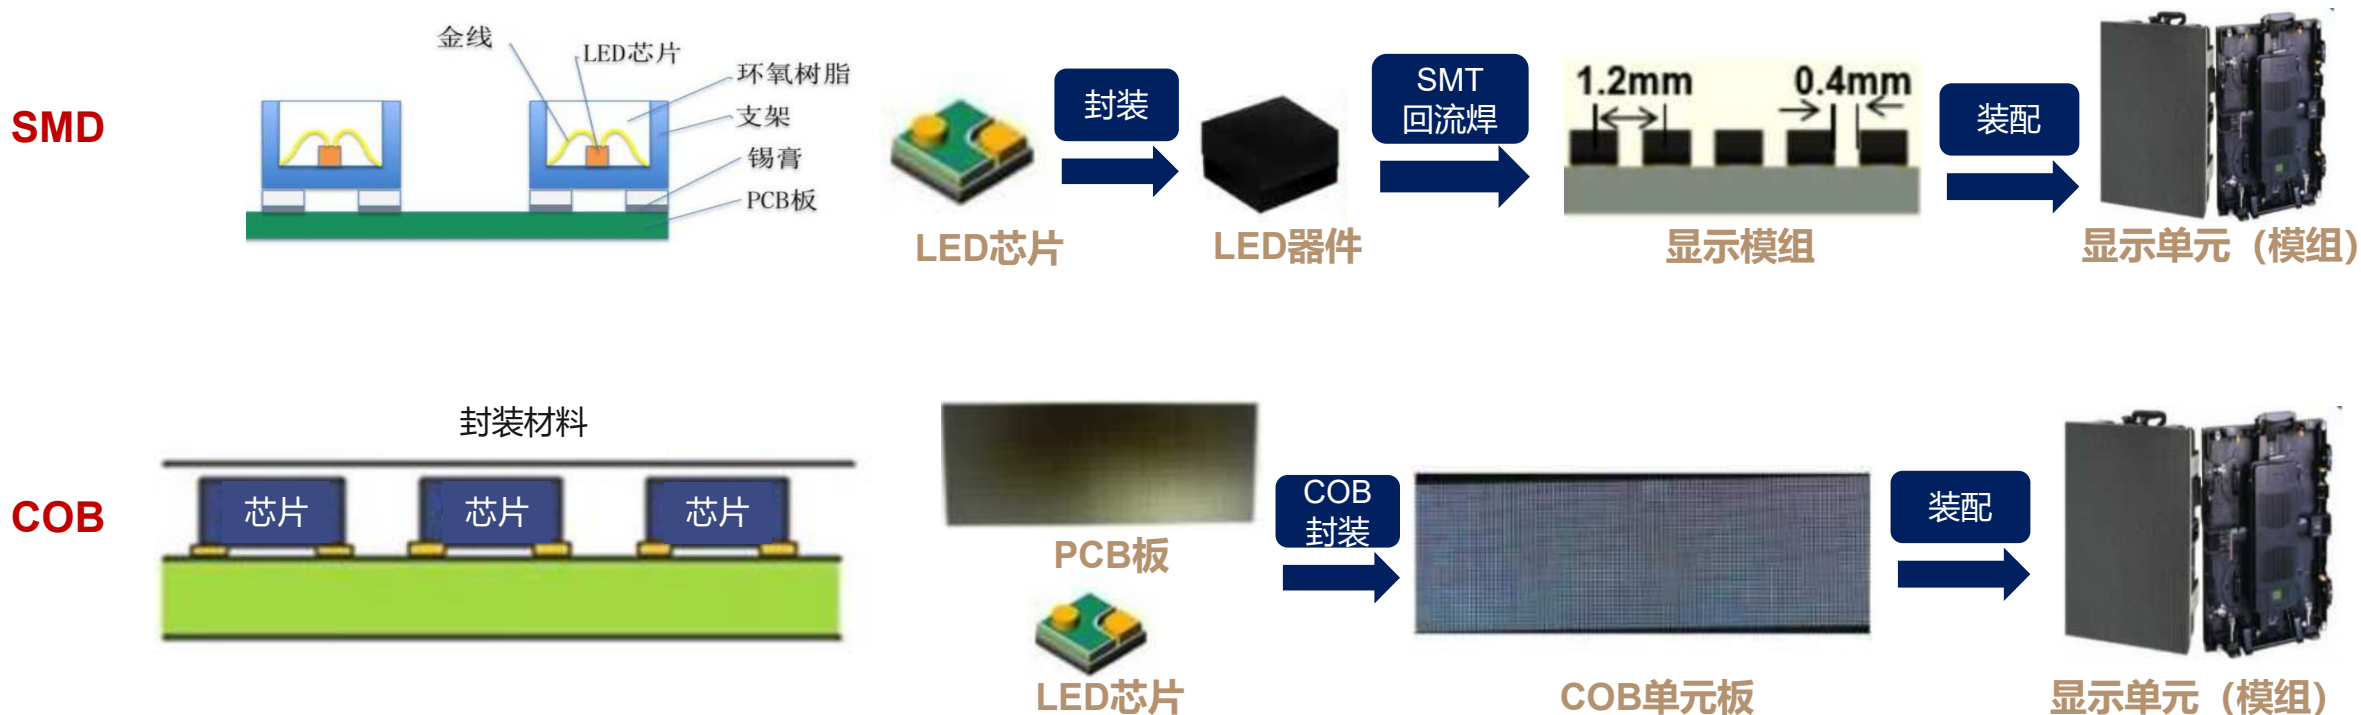 SMD
金线
LED芯片
环氧树脂
支架
锡膏
PCB板
封装
SMT
回流焊
1.2mm
0.4mm
装配
LED芯片
LED器件
显示模组
显示单元（模组）
COB
封装材料
芯片
芯片
芯片
PCB板
LED芯片
COB
封装
COB单元板
装配
显示单元（模组）